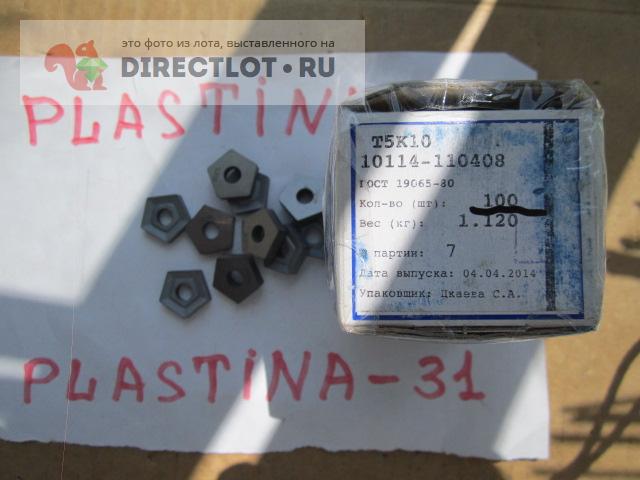 это фото из лота, выставленного на
DIRECTLOT.RU
PLASTINA
T5K10
10114-110408
ГОСТ 19065-80
Кол-во (шт): 100
Вес (кг): 1.120
партии: 7
Дата выпуска: 04.04.2014
Упаковщик: Цкаева С.А.
PLASTINA-31